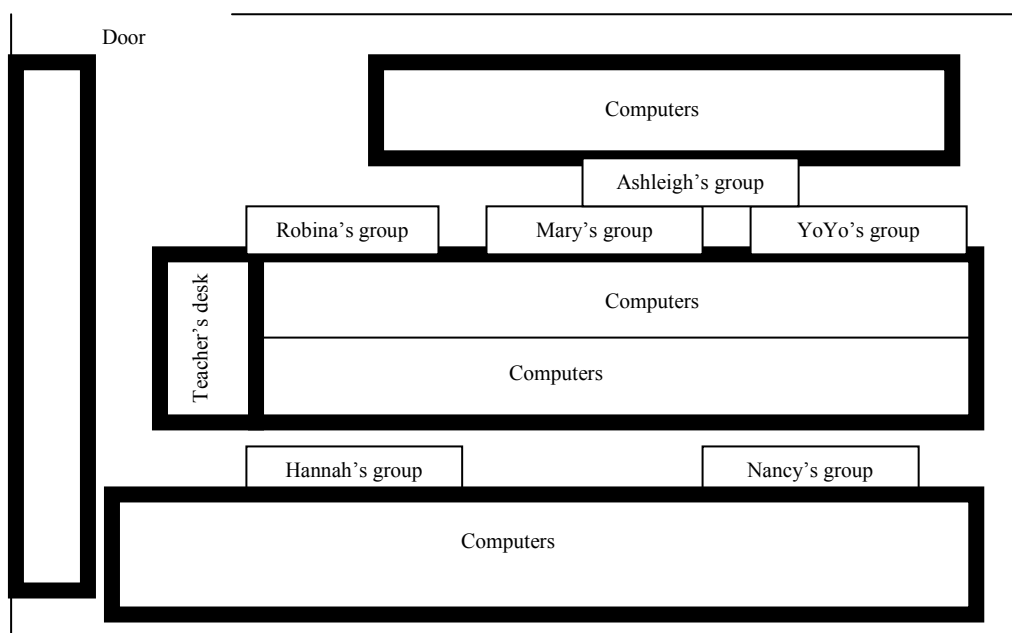 Door
Computers
Ashleigh’s group
Robina’s group
Mary’s group
YoYo’s group
Teacher’s desk
Computers
Computers
Hannah’s group
Nancy’s group
Computers